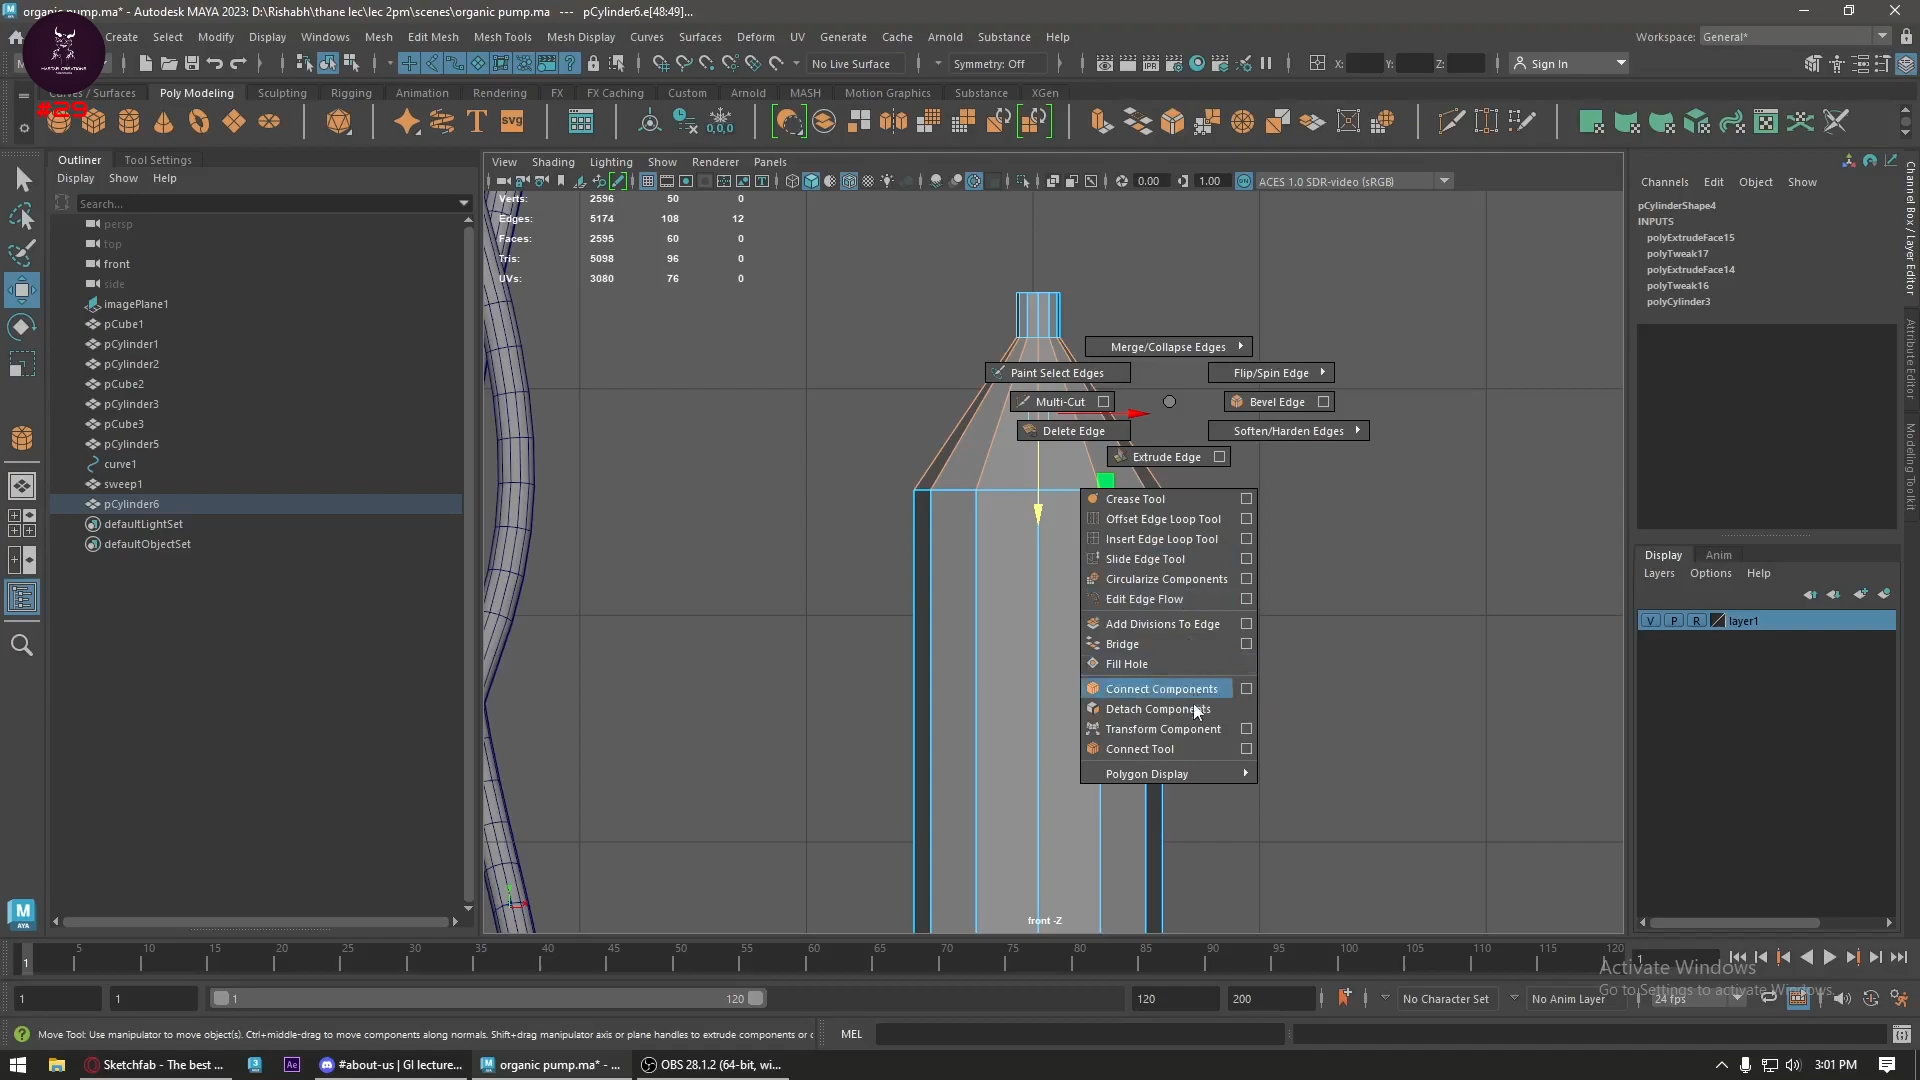 organic pump.ma* - Autodesk MAYA 2023: D:\Rishabh\thane lec\lec 2pm\scenes\organic pump.ma --- pCylinder6.e[48:49]...
Create Select Modify Display Windows Mesh Edit Mesh Mesh Tools Mesh Display Curves Surfaces Deform UV Generate Cache Arnold Substance Help
Workspace: General*
No Live Surface
Symmetry: Off
X: Y: Z:
Sign In
Curves / Surfaces Poly Modeling Sculpting Rigging Animation Rendering FX FX Caching Custom Arnold MASH Motion Graphics Substance XGen
#29
Outliner Tool Settings
Display Show Help
Search...
persp
top
front
side
imagePlane1
pCube1
pCylinder1
pCylinder2
pCube2
pCylinder3
pCube3
pCylinder5
curve1
sweep1
pCylinder6
defaultLightSet
defaultObjectSet
View Shading Lighting Show Renderer Panels
0.00 1.00 ACES 1.0 SDR-video (sRGB)
Verts: 2596 50 0
Edges: 5174 108 12
Faces: 2595 60 0
Tris: 5098 96 0
UVs: 3080 76 0
Merge/Collapse Edges
Paint Select Edges
Flip/Spin Edge
Multi-Cut
Bevel Edge
Delete Edge
Soften/Harden Edges
Extrude Edge
Crease Tool
Offset Edge Loop Tool
Insert Edge Loop Tool
Slide Edge Tool
Circularize Components
Edit Edge Flow
Add Divisions To Edge
Bridge
Fill Hole
Connect Components
Detach Components
Transform Component
Connect Tool
Polygon Display
front -Z
Channels Edit Object Show
pCylinderShape4
INPUTS
polyExtrudeFace15
polyTweak17
polyExtrudeFace14
polyTweak16
polyCylinder3
Channel Box / Layer Editor
Attribute Editor
Modeling Toolkit
Display Anim
Layers Options Help
V P R layer1
5 10 15 20 25 30 35 40 45 50 55 60 65 70 75 80 85 90 95 100 105 110 115 120
1
1
1 1 1 120 120 200 No Character Set No Anim Layer 24 fps
Activate Windows
Go to Settings to activate Windows.
Move Tool: Use manipulator to move object(s). Ctrl+middle-drag to move components along normals. Shift+drag manipulator axis or plane handles to extrude components or c
MEL
Sketchfab - The best ...
Ae
#about-us | GI lecture...
organic pump.ma* - ...
OBS 28.1.2 (64-bit, wi...
3:01 PM